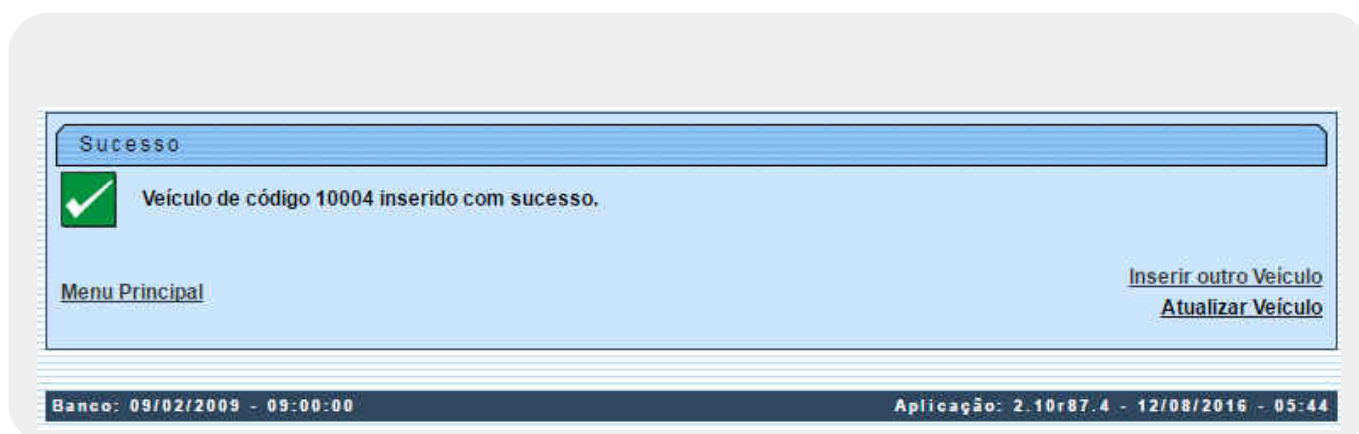 Sucesso
Veículo de código 10004 inserido com sucesso.
Menu Principal
Inserir outro Veículo
Atualizar Veículo
Banco: 09/02/2009 - 09:00:00
Aplicação: 2.10r87.4 - 12/08/2016 - 05:44